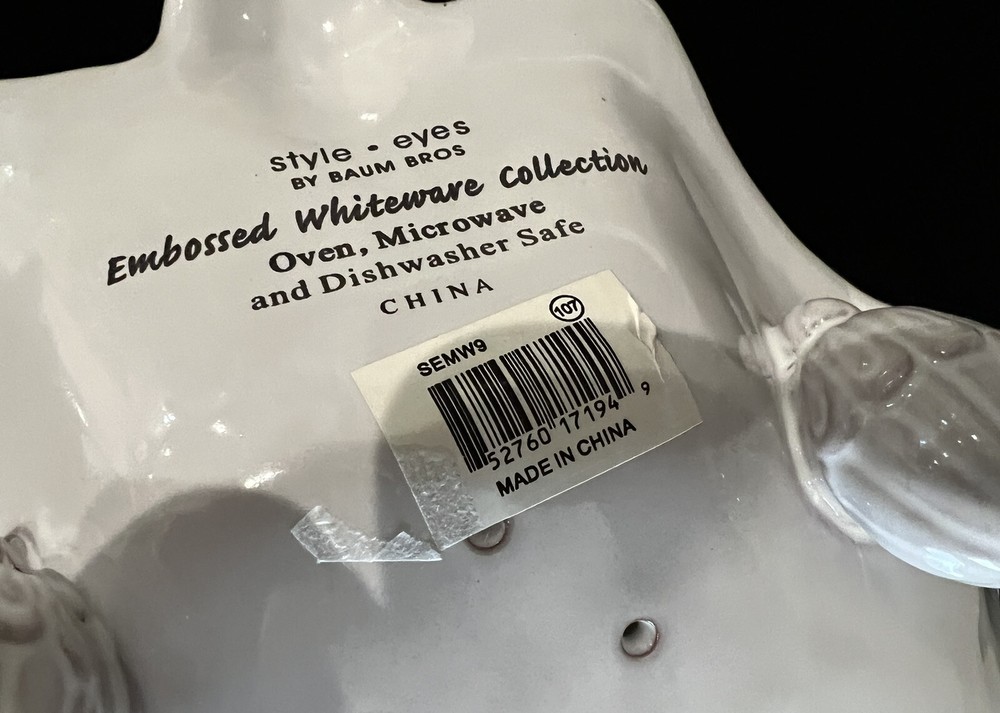 style • eyes
BY BAUM BROS
Embossed Whiteware Collection
Oven, Microwave
and Dishwasher Safe
CHINA
107
SEMW9
52760 17194 9
MADE IN CHINA